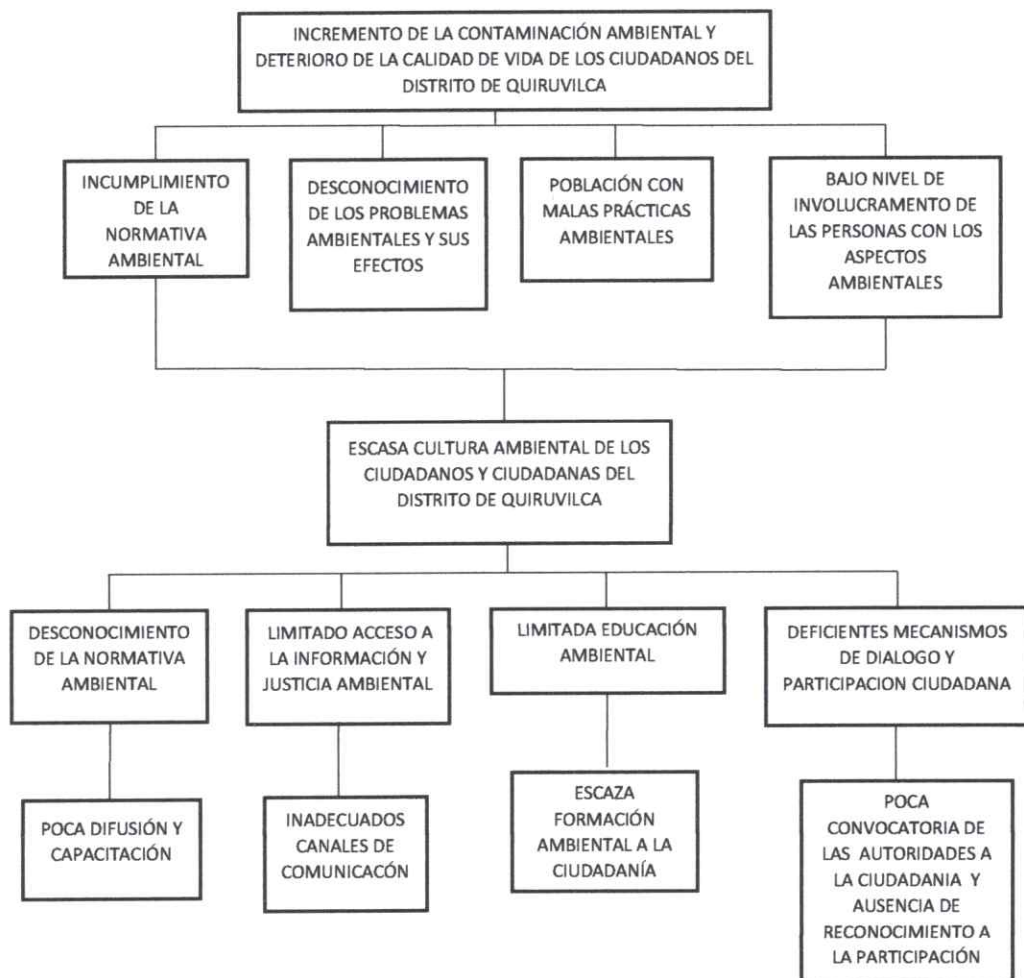 INCREMENTO DE LA CONTAMINACIÓN AMBIENTAL Y
DETERIORO DE LA CALIDAD DE VIDA DE LOS CIUDADANOS DEL
DISTRITO DE QUIRUVILCA
INCUMPLIMIENTO
DE LA
NORMATIVA
AMBIENTAL
DESCONOCIMIENTO
DE LOS PROBLEMAS
AMBIENTALES Y SUS
EFECTOS
POBLACIÓN CON
MALAS PRÁCTICAS
AMBIENTALES
BAJO NIVEL DE
INVOLUCRAMENTO DE
LAS PERSONAS CON LOS
ASPECTOS
AMBIENTALES
ESCASA CULTURA AMBIENTAL DE LOS
CIUDADANOS Y CIUDADANAS DEL
DISTRITO DE QUIRUVILCA
DESCONOCIMIENTO
DE LA NORMATIVA
AMBIENTAL
LIMITADO ACCESO A
LA INFORMACIÓN Y
JUSTICIA AMBIENTAL
LIMITADA EDUCACIÓN
AMBIENTAL
DEFICIENTES MECANISMOS
DE DIALOGO Y
PARTICIPACION CIUDADANA
POCA DIFUSIÓN Y
CAPACITACIÓN
INADECUADOS
CANALES DE
COMUNICACÓN
ESCAZA
FORMACIÓN
AMBIENTAL A LA
CIUDADANÍA
POCA
CONVOCATORIA DE
LAS AUTORIDADES A
LA CIUDADANIA Y
AUSENCIA DE
RECONOCIMIENTO A
LA PARTICIPACIÓN